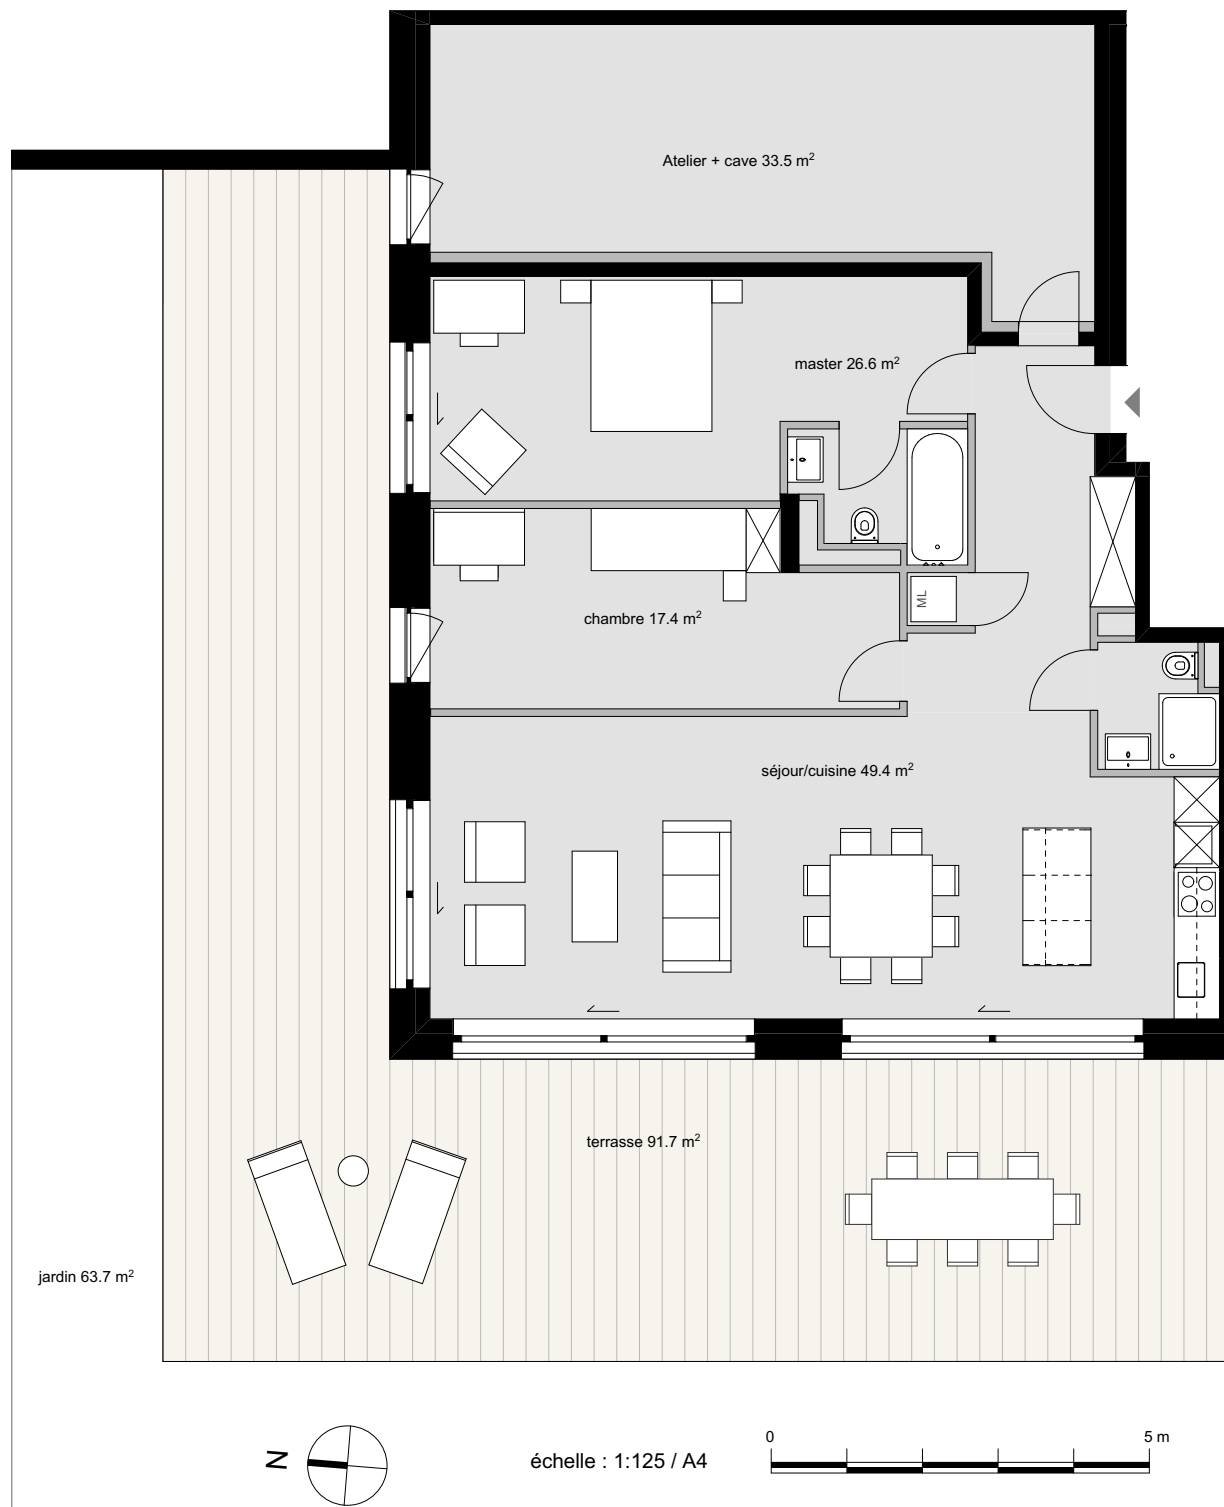 Atelier + cave 33.5 m²
master 26.6 m²
chambre 17.4 m²
ML
séjour/cuisine 49.4 m²
terrasse 91.7 m²
jardin 63.7 m²
N
échelle : 1:125 / A4
0
5 m